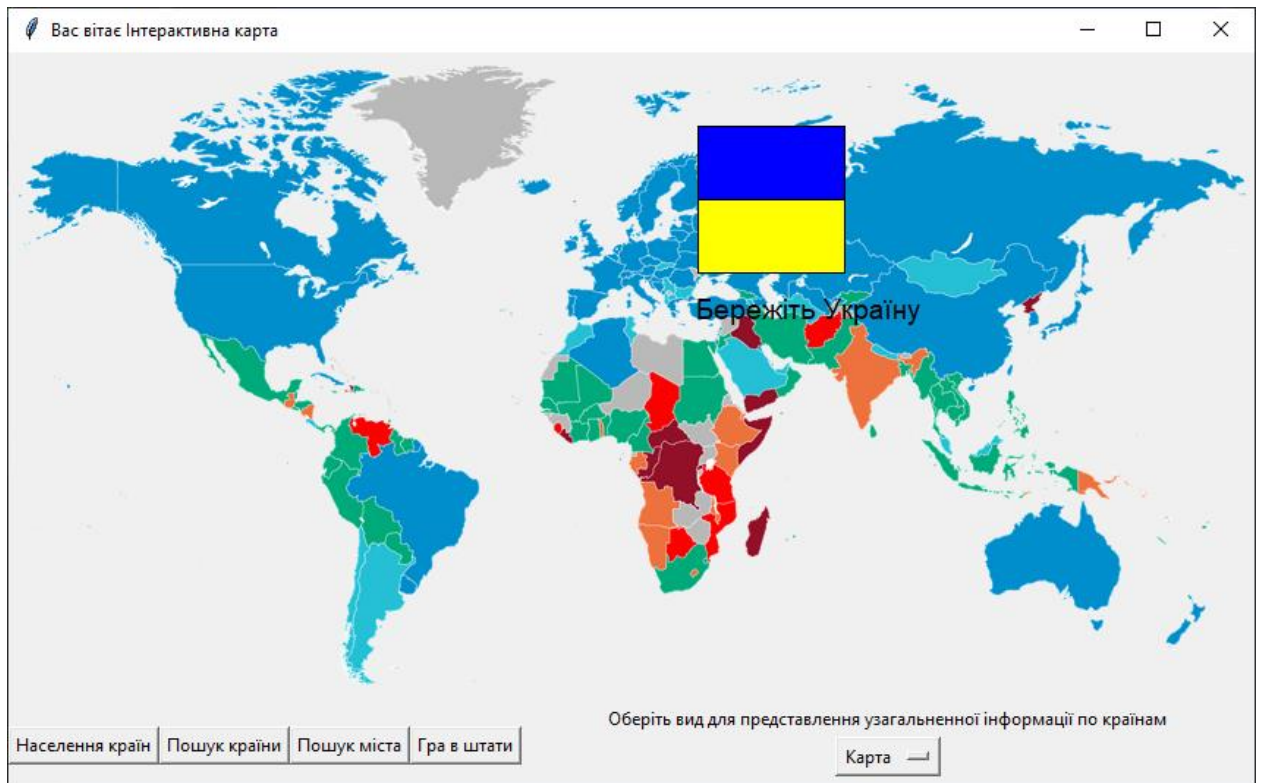 Вас вітає Інтерактивна карта
Бережіть Україну
Оберіть вид для представлення узагальненної інформації по країнам
Населення країн
Пошук країни
Пошук міста
Гра в штати
Карта